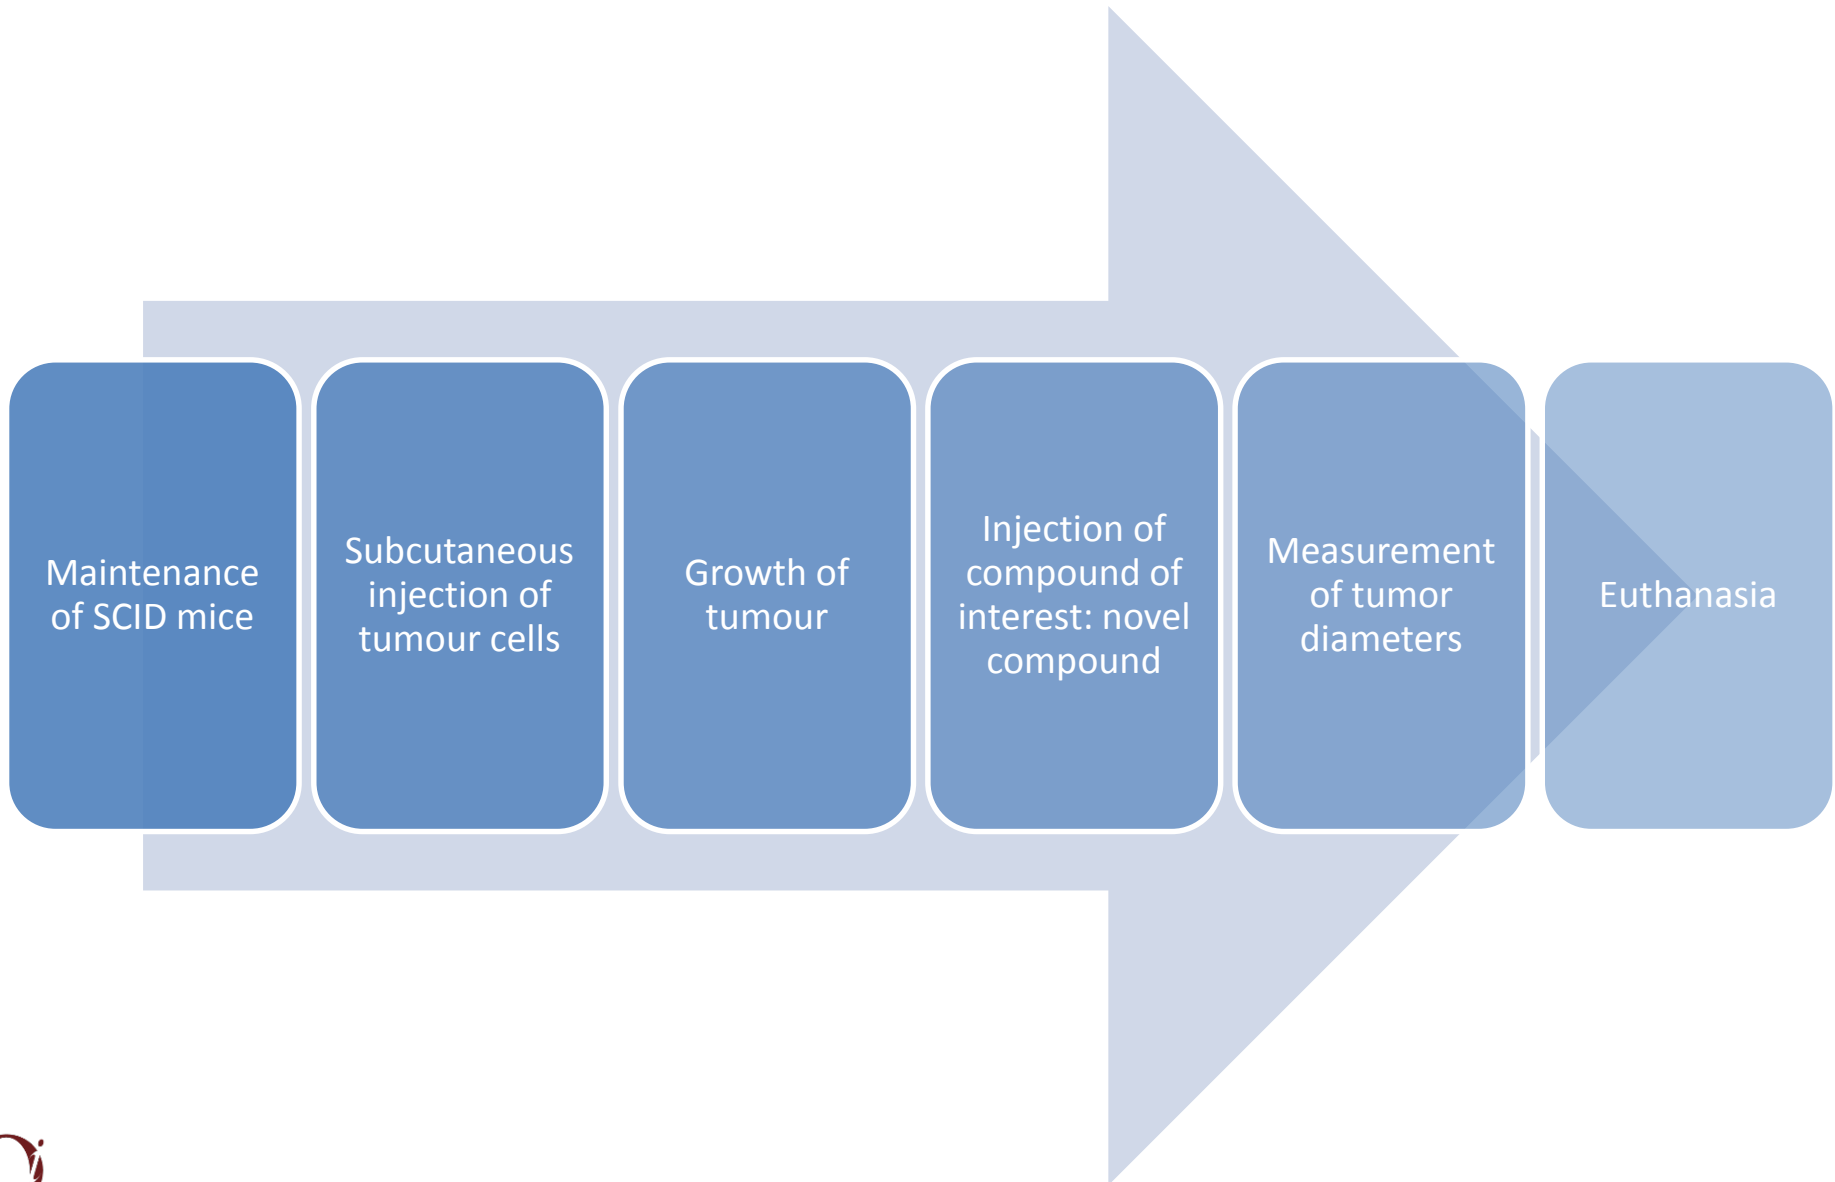 Maintenance
of SCID mice
Subcutaneous
injection of
tumour cells
Growth of
tumour
Injection of
compound of
interest: novel
compound
Measurement
of tumor
diameters
Euthanasia